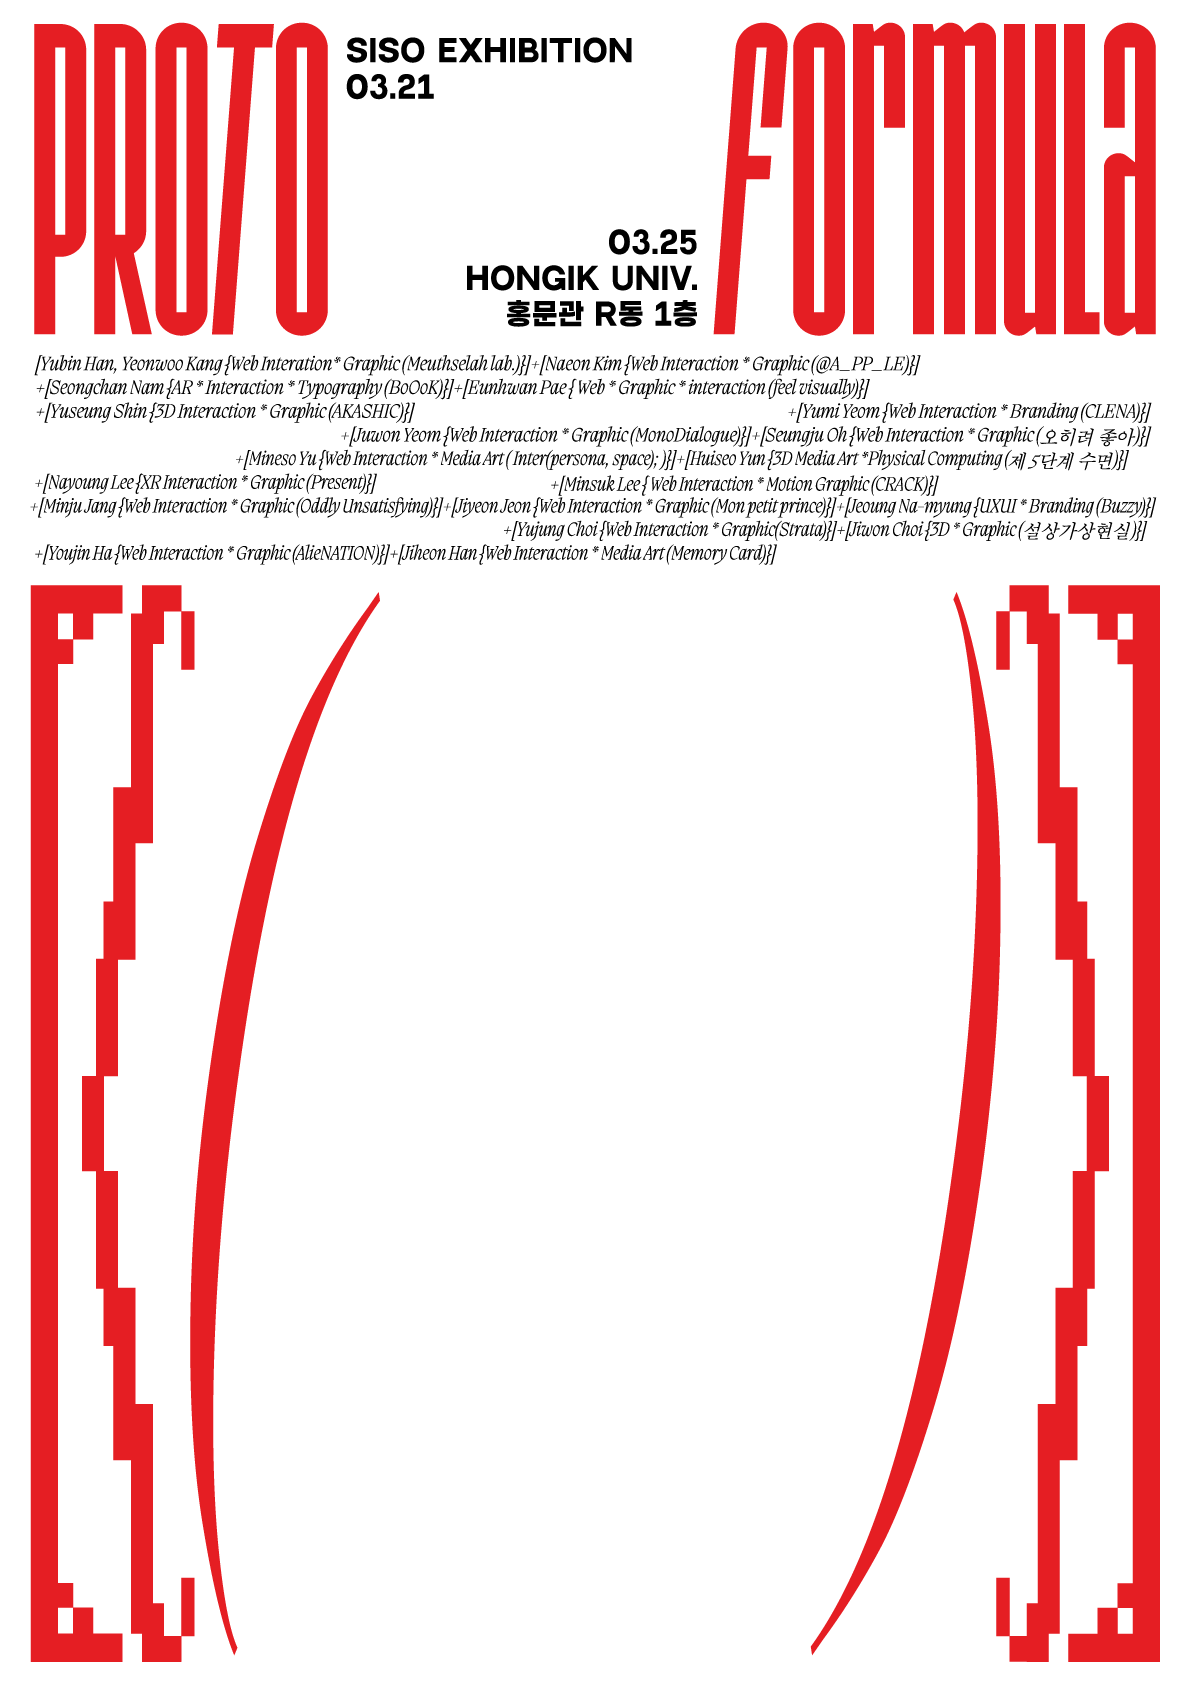 PROTO
SISO EXHIBITION
03.21
Formula
03.25
HONGIK UNIV.
홍문관 R동 1층
[Yubin Han, Yeonwoo Kang {Web Interation* Graphic (Meuthselah lab.)}]+[Naeon Kim {Web Interaction * Graphic (@A_PP_LE)}]
+[Seongchan Nam {AR * Interaction * Typography (BoOoK)}]+[Eunhwan Pae { Web * Graphic * interaction (feel visually)}]
+[Yuseung Shin {3D Interaction * Graphic (AKASHIC)}] +[Yumi Yeom {Web Interaction * Branding (CLENA)}]
+[Juwon Yeom {Web Interaction * Graphic (MonoDialogue)}]+[Seungju Oh {Web Interaction * Graphic (오히려 좋아)}]
+[Mineso Yu {Web Interaction * Media Art ( Inter(persona, space); )}]+[Huiseo Yun {3D Media Art *Physical Computing (제 5단계 수면)}]
+[Nayoung Lee {XR Interaction * Graphic (Present)}] +[Minsuk Lee { Web Interaction * Motion Graphic (CRACK)}]
+[Minju Jang {Web Interaction * Graphic (Oddly Unsatisfying)}]+[Jiyeon Jeon {Web Interaction * Graphic (Mon petit prince)}]+[Jeoung Na-myung {UXUI * Branding (Buzzy)}]
+[Yujung Choi {Web Interaction * Graphic(Strata)}]+[Jiwon Choi {3D * Graphic (설상가상현실)}]
+[Youjin Ha {Web Interaction * Graphic (AlieNATION)}]+[Jiheon Han {Web Interaction * Media Art (Memory Card)}]
[{(
)}]